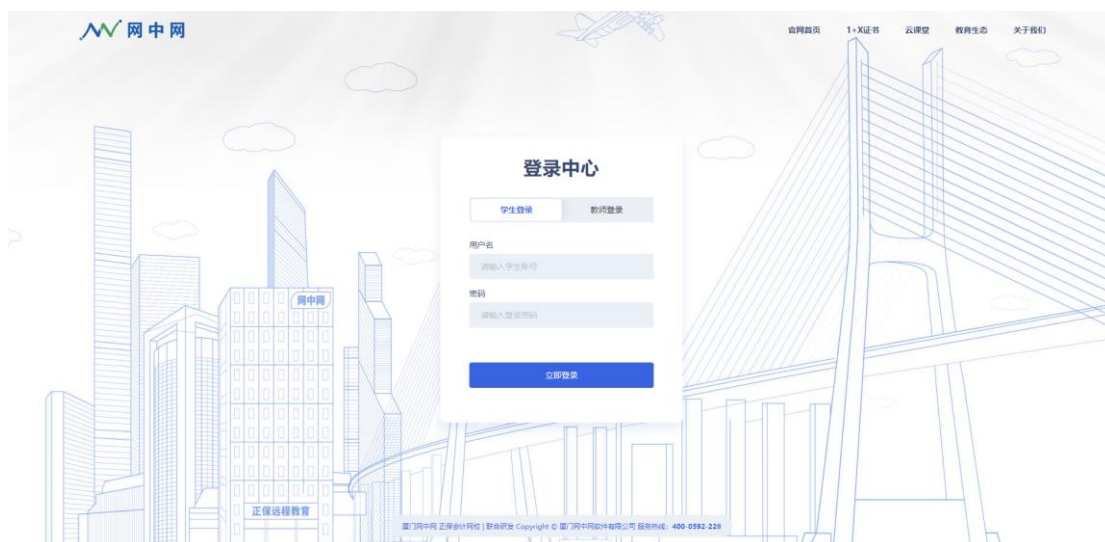 网中网
官网首页 1+X证书 云课堂 教育生态 关于我们
登录中心
学生登录 教师登录
用户名
请输入学生账号
密码
请输入登录密码
立即登录
网中网
正保远程教育
厦门网中网 正保会计网校 | 联合研发 Copyright © 厦门网中网软件有限公司 服务热线：400-0592-228